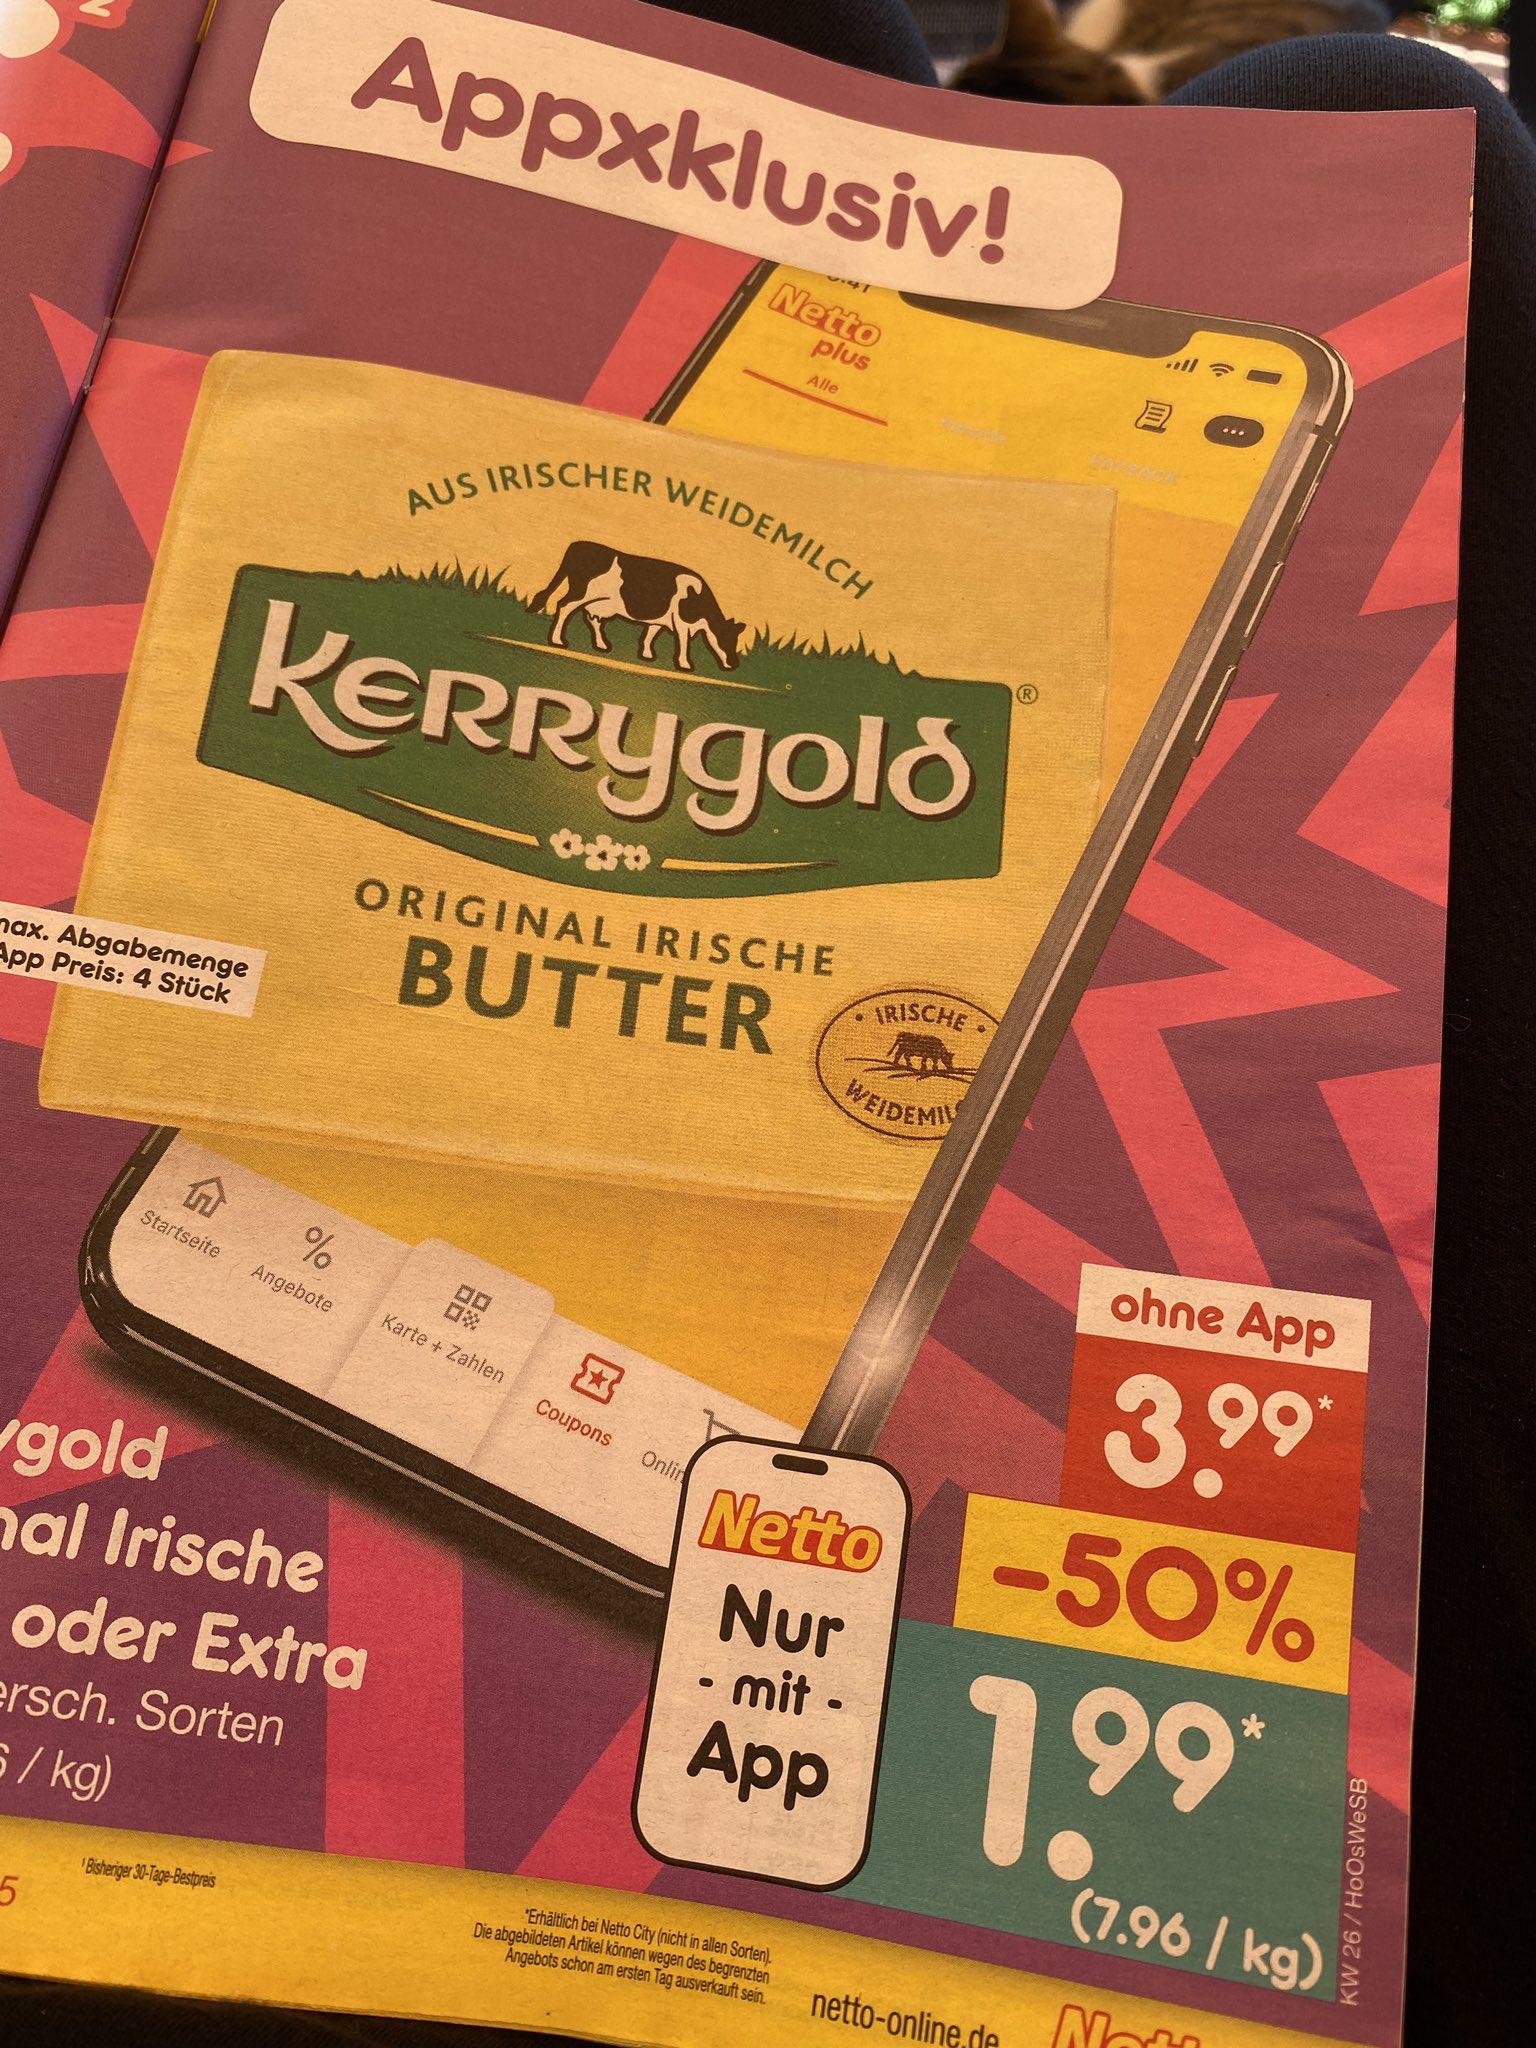 Appxklusiv!
Netto
plus
Alle
AUS IRISCHER WEIDEMILCH
Kerrygold®
ORIGINAL IRISCHE
BUTTER
• IRISCHE •
max. Abgabemenge
App Preis: 4 Stück
Startseite
Angebote
Karte + Zahlen
Coupons
ohne App
3.99*
-50%
1.99*
(7.96 / kg)
Netto
Nur
- mit -
App
ygold
nal Irische
oder Extra
ersch. Sorten
6 / kg)
KW 26 / HoOsWeSB
5
¹ Bisheriger 30-Tage-Bestpreis
*Erhältlich bei Netto City (nicht in allen Sorten).
Die abgebildeten Artikel können wegen des begrenzten
Angebots schon am ersten Tag ausverkauft sein.
netto-online.de